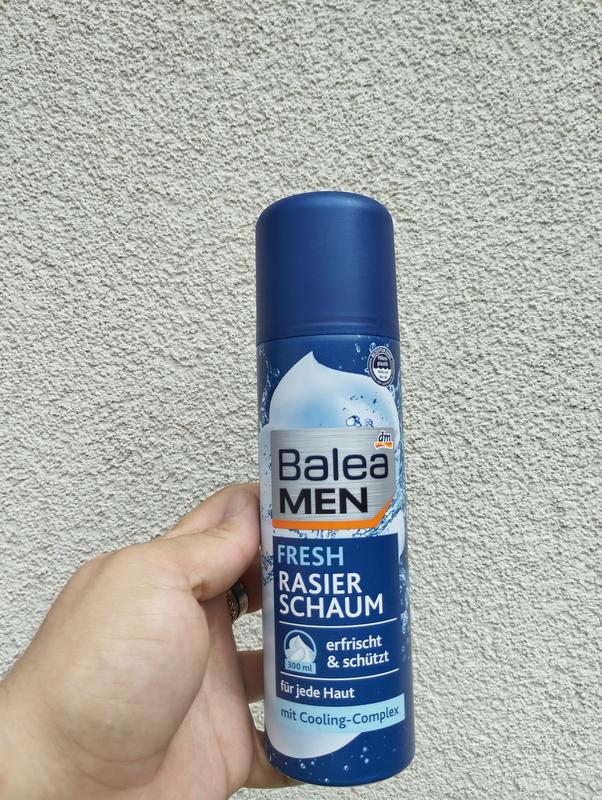 dm
Balea
MEN
FRESH
RASIER
SCHAUM
300 ml
erfrischt
& schützt
für jede Haut
mit Cooling-Complex